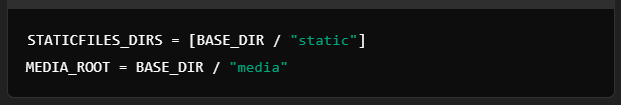 STATICFILES_DIRS = [BASE_DIR / "static"]
MEDIA_ROOT = BASE_DIR / "media"